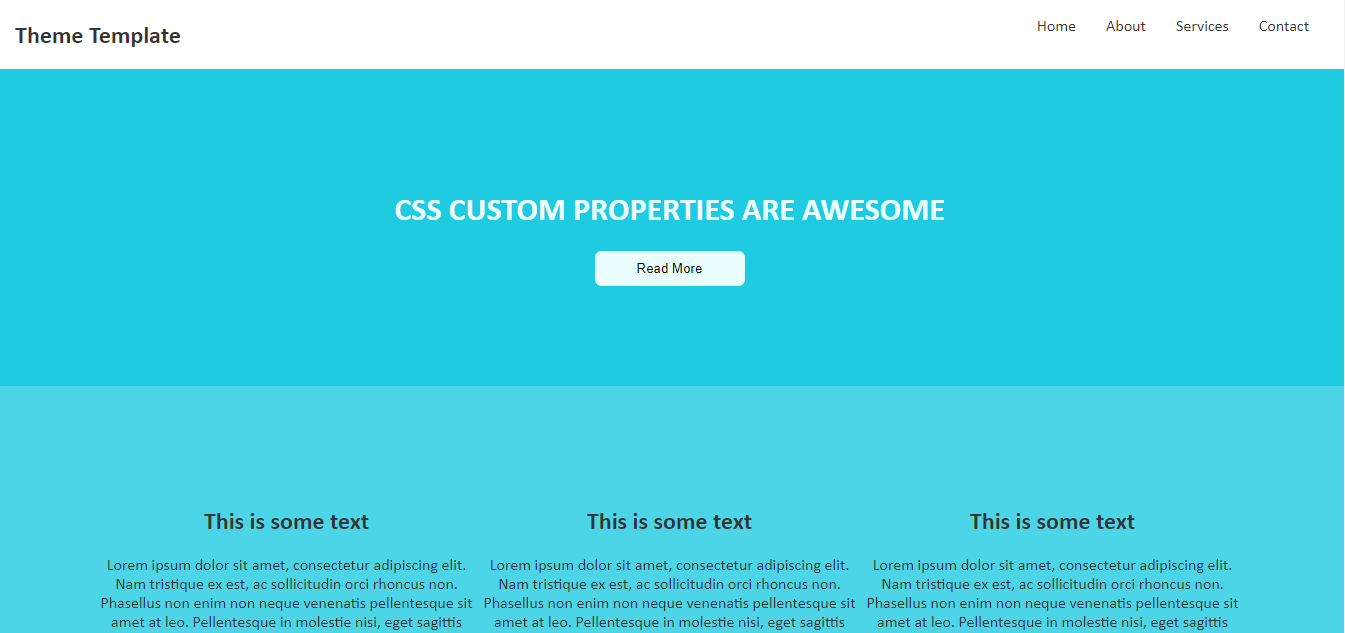 Theme Template
Home About Services Contact
CSS CUSTOM PROPERTIES ARE AWESOME
Read More
This is some text
Lorem ipsum dolor sit amet, consectetur adipiscing elit.
Nam tristique ex est, ac sollicitudin orci rhoncus non.
Phasellus non enim non neque venenatis pellentesque sit
amet at leo. Pellentesque in molestie nisi, eget sagittis
This is some text
Lorem ipsum dolor sit amet, consectetur adipiscing elit.
Nam tristique ex est, ac sollicitudin orci rhoncus non.
Phasellus non enim non neque venenatis pellentesque sit
amet at leo. Pellentesque in molestie nisi, eget sagittis
This is some text
Lorem ipsum dolor sit amet, consectetur adipiscing elit.
Nam tristique ex est, ac sollicitudin orci rhoncus non.
Phasellus non enim non neque venenatis pellentesque sit
amet at leo. Pellentesque in molestie nisi, eget sagittis